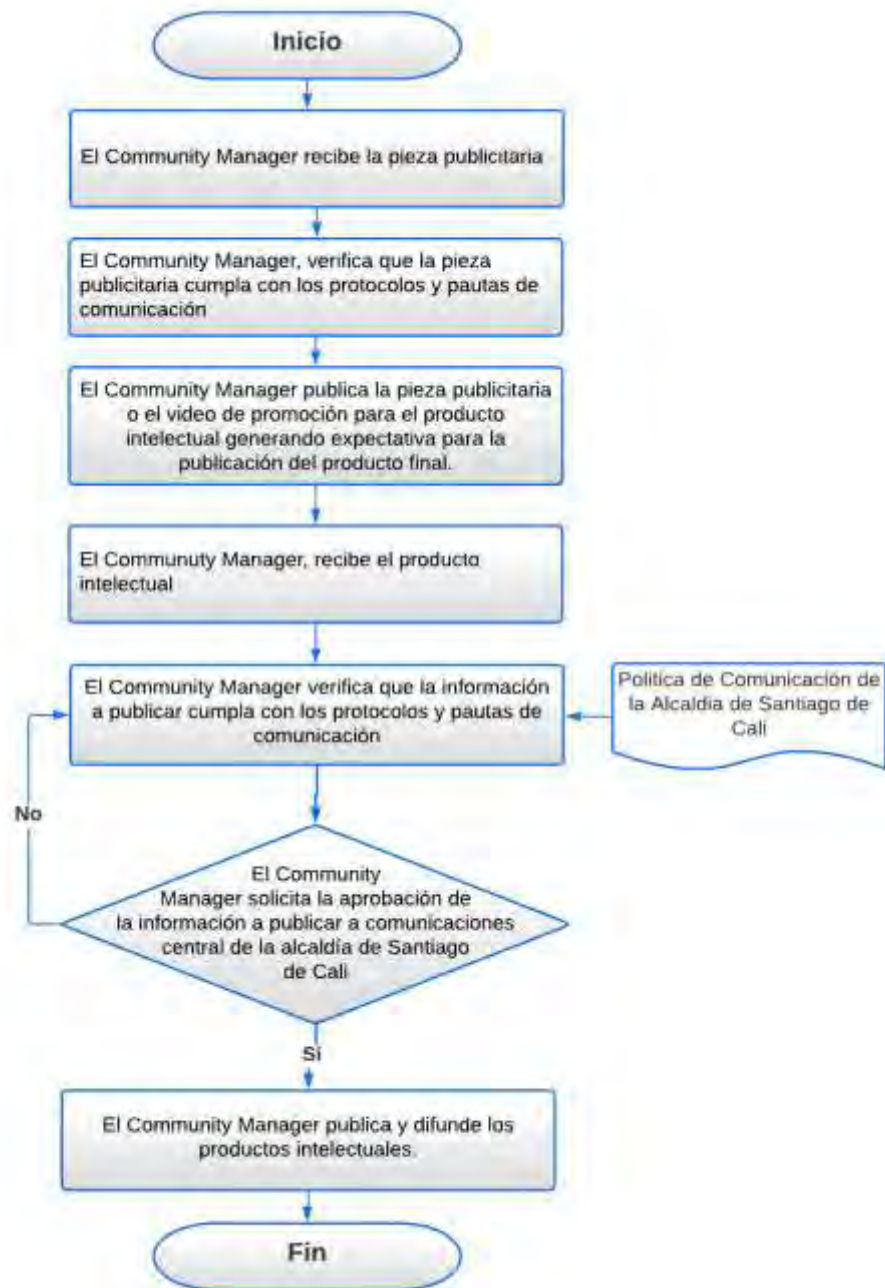 Inicio
El Community Manager recibe la pieza publicitaria
El Community Manager, verifica que la pieza
publicitaria cumpla con los protocolos y pautas de
comunicación
El Community Manager publica la pieza publicitaria
o el video de promoción para el producto
intelectual generando expectativa para la
publicación del producto final.
El Communuty Manager, recibe el producto
intelectual
El Community Manager verifica que la información
a publicar cumpla con los protocolos y pautas de
comunicación
Política de Comunicación de
la Alcaldía de Santiago de
Cali
No
El Community
Manager solicita la aprobación de
la información a publicar a comunicaciones
central de la alcaldía de Santiago
de Cali
Sí
El Community Manager publica y difunde los
productos intelectuales.
Fin